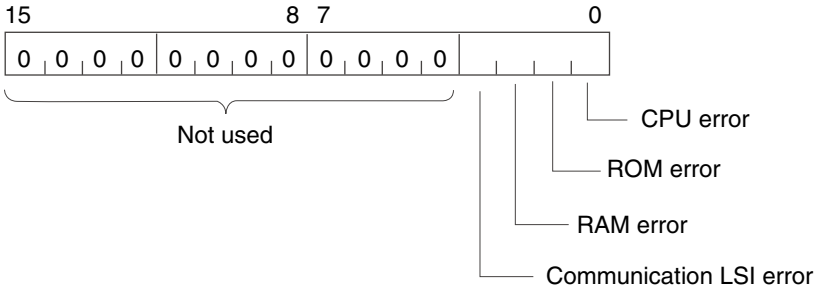 15 8 7 0
0 0 0 0 0 0 0 0 0 0 0 0
Not used
CPU error
ROM error
RAM error
Communication LSI error